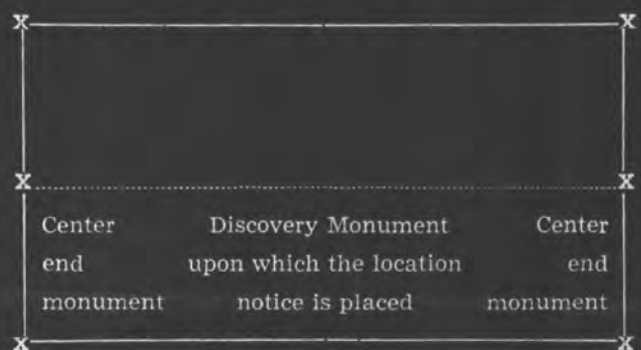 X X
X X
Center Discovery Monument Center
end upon which the location end
monument notice is placed monument
X X